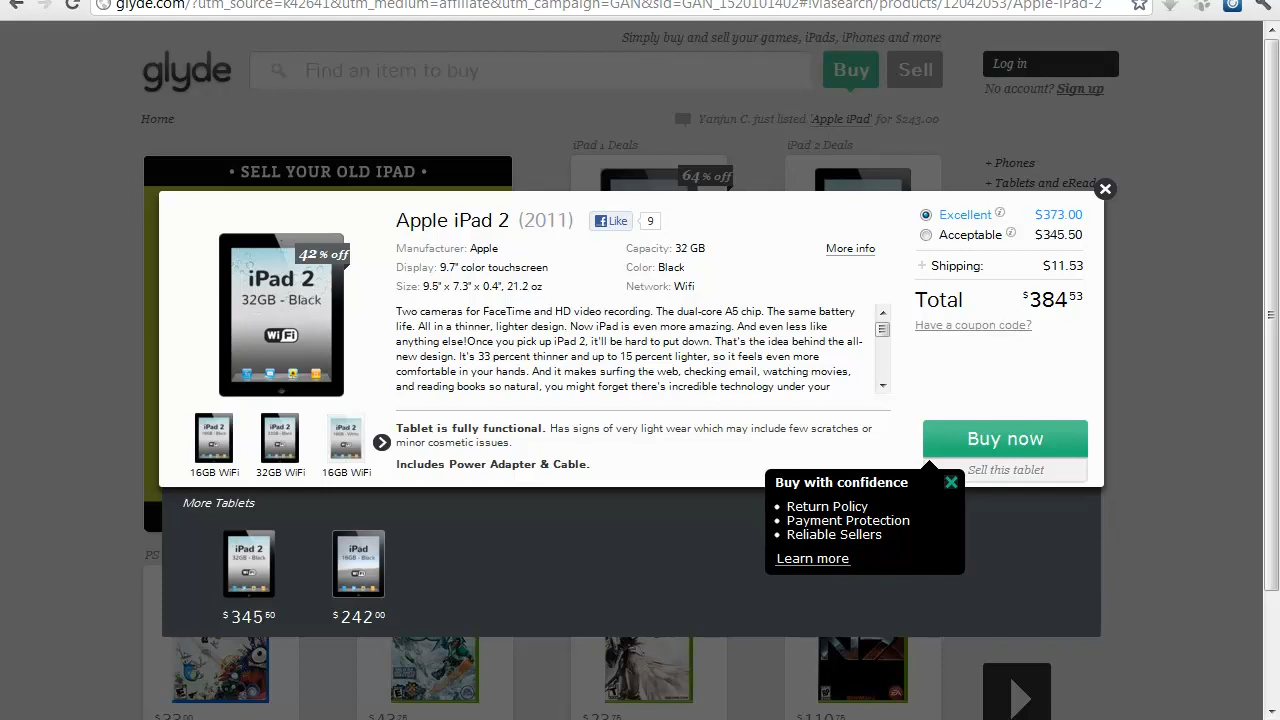 glyde.com/?utm_source=k42641&utm_medium=affiliate&utm_campaign=GAN&sid=GAN_1520101402#!/search/products/12042053/Apple-iPad-2
Simply buy and sell your games, iPads, iPhones and more
glyde
Find an item to buy
Buy
Sell
Log in
No account? Sign up
Home
Yanjun C. just listed 'Apple iPad' for $243.00
iPad 1 Deals
iPad 2 Deals
+ Phones
• SELL YOUR OLD IPAD •
64% off
+ Tablets and eRead
Apple iPad 2 (2011)
Like
9
Excellent
$373.00
42% off
iPad 2
32GB - Black
WiFi
Manufacturer: Apple
Capacity: 32 GB
More info
Acceptable
$345.50
Display: 9.7" color touchscreen
Color: Black
+ Shipping:
$11.53
Size: 9.5" x 7.3" x 0.4", 21.2 oz
Network: Wifi
Total
$384 53
Have a coupon code?
Two cameras for FaceTime and HD video recording. The dual-core A5 chip. The same battery
life. All in a thinner, lighter design. Now iPad is even more amazing. And even less like
anything else!Once you pick up iPad 2, it'll be hard to put down. That's the idea behind the all-
new design. It's 33 percent thinner and up to 15 percent lighter, so it feels even more
comfortable in your hands. And it makes surfing the web, checking email, watching movies,
and reading books so natural, you might forget there's incredible technology under your
Tablet is fully functional. Has signs of very light wear which may include few scratches or
minor cosmetic issues.
Includes Power Adapter & Cable.
16GB WiFi
32GB WiFi
16GB WiFi
Buy now
Sell this tablet
Buy with confidence
• Return Policy
• Payment Protection
• Reliable Sellers
Learn more
More Tablets
iPad 2
32GB - Black
WiFi
iPad
16GB - Black
WiFi
$345 50
$242 00
PS